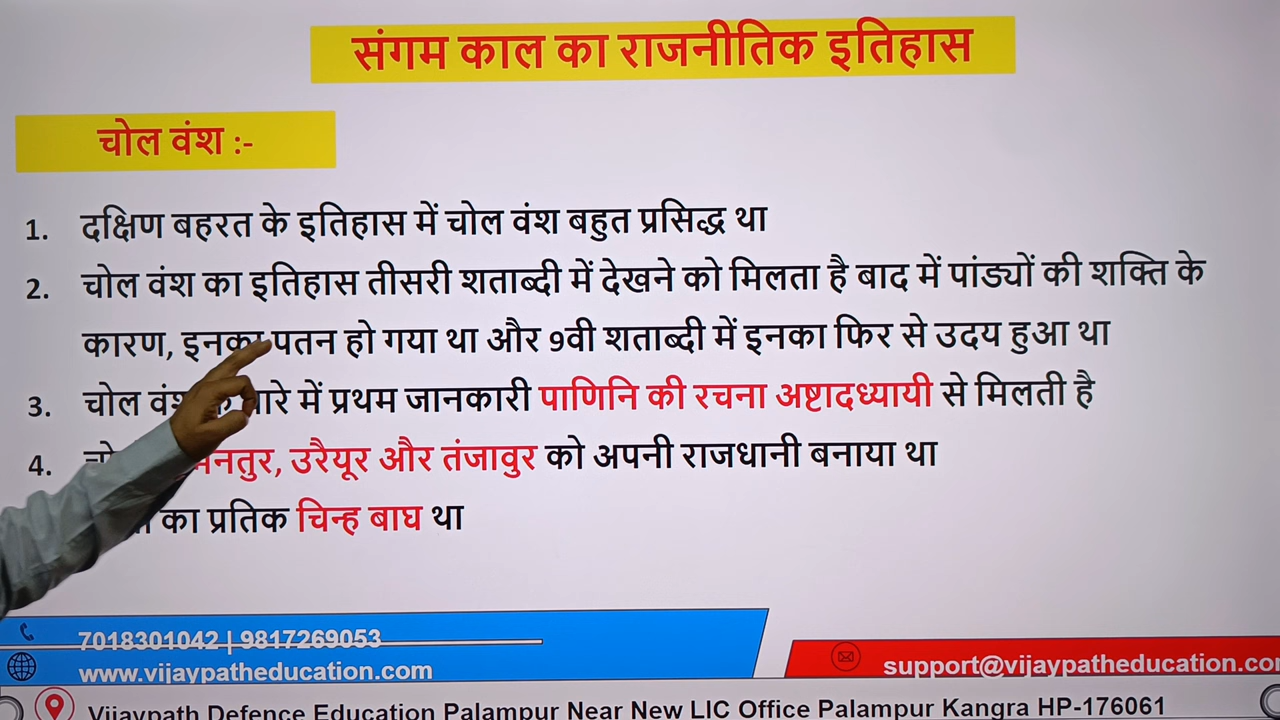 संगम काल का राजनीतिक इतिहास
चोल वंश :-
1. दक्षिण बहरत के इतिहास में चोल वंश बहुत प्रसिद्ध था
2. चोल वंश का इतिहास तीसरी शताब्दी में देखने को मिलता है बाद में पांड्यों की शक्ति के
कारण, इनका पतन हो गया था और 9वी शताब्दी में इनका फिर से उदय हुआ था
3. चोल वंश बारे में प्रथम जानकारी पाणिनि की रचना अष्टादध्यायी से मिलती है
4. उरैयूर और तंजावुर को अपनी राजधानी बनाया था
का प्रतिक चिन्ह बाघ था
7018301042 | 9817269053
www.vijaypatheducation.com
support@vijaypatheducation.co
Vijaypath Defence Education Palampur Near New LIC Office Palampur Kangra HP-176061